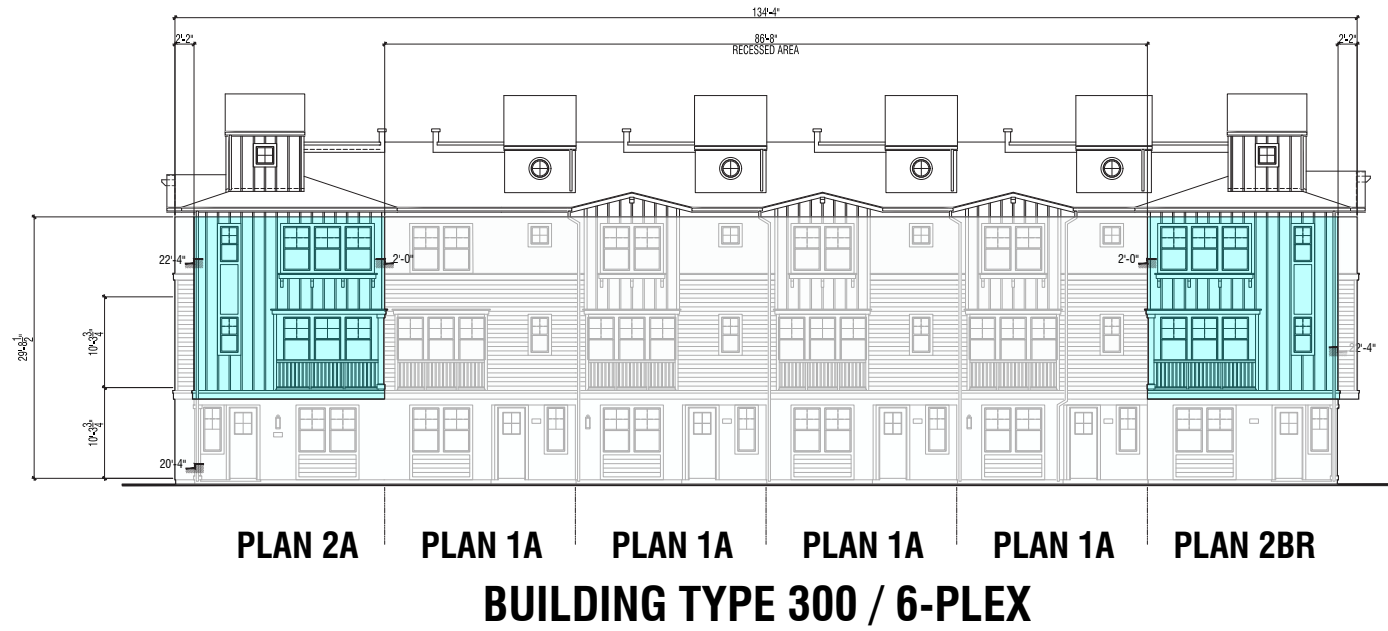 134'-4"
2'-2" 86'-8" 2'-2"
RECESSED AREA
22'-4" 2'-0" 2'-0"
29'-8½"
10'-3¾"
22'-4"
10'-3¾"
20'-4"
PLAN 2A PLAN 1A PLAN 1A PLAN 1A PLAN 1A PLAN 2BR
BUILDING TYPE 300 / 6-PLEX